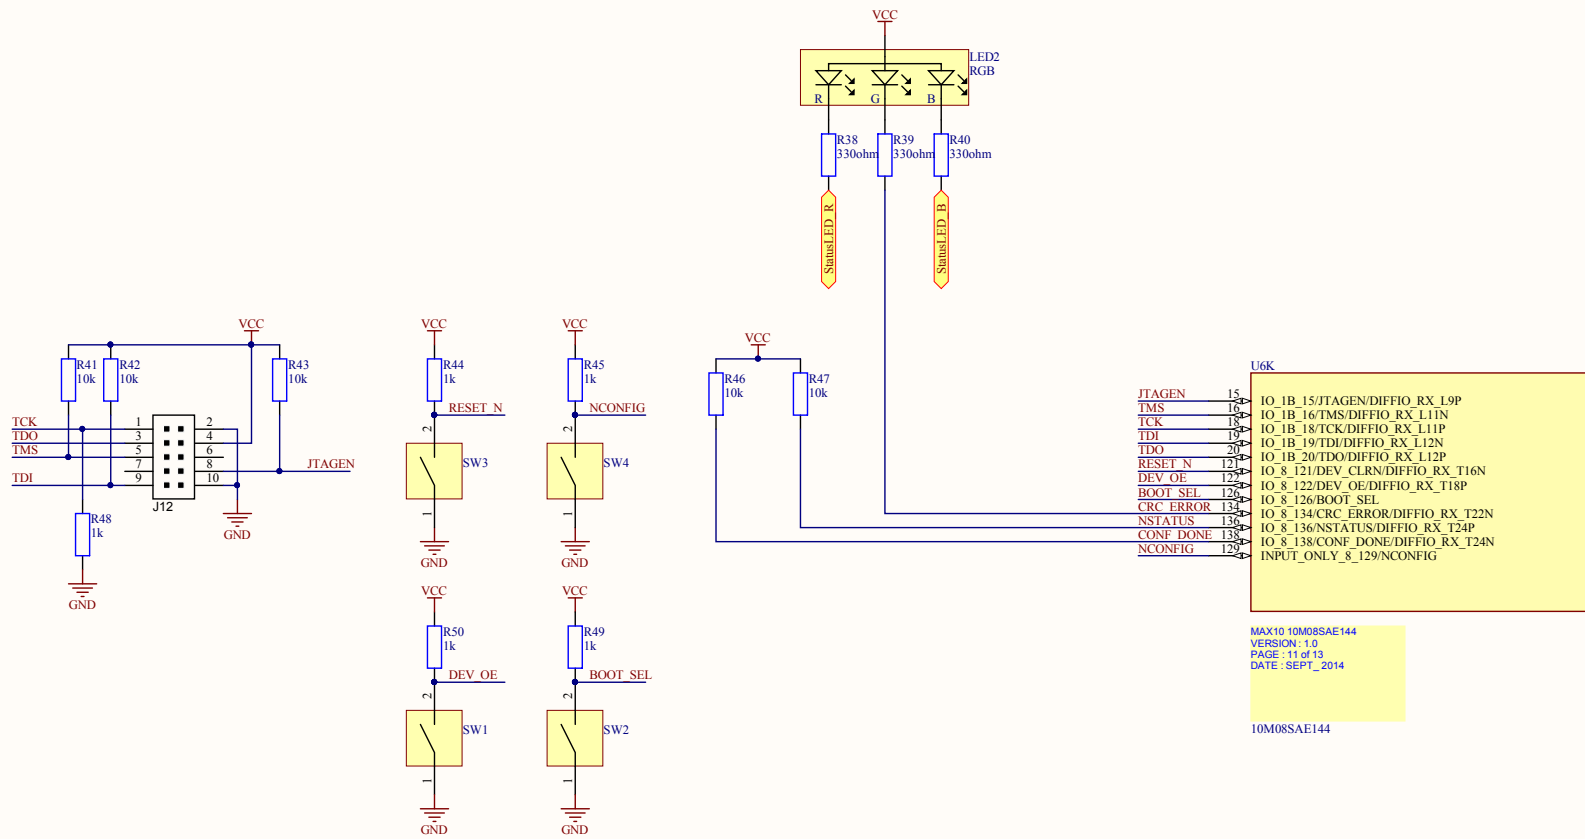 VCC
LED2
RGB
R
G
B
R38
330ohm
R39
330ohm
R40
330ohm
StatusLED_R
StatusLED_B
VCC
R41
10k
R42
10k
R43
10k
TCK
TDO
TMS
TDI
1
3
5
7
9
2
4
6
8
10
JTAGEN
J12
R48
1k
GND
GND
VCC
R44
1k
RESET_N
2
SW3
1
GND
VCC
R45
1k
NCONFIG
2
SW4
1
GND
VCC
R50
1k
DEV_OE
2
SW1
1
GND
VCC
R49
1k
BOOT_SEL
2
SW2
1
GND
VCC
R46
10k
R47
10k
U6K
JTAGEN 15 IO_1B_15/JTAGEN/DIFFIO_RX_L9P
TMS 16 IO_1B_16/TMS/DIFFIO_RX_L11N
TCK 18 IO_1B_18/TCK/DIFFIO_RX_L11P
TDI 19 IO_1B_19/TDI/DIFFIO_RX_L12N
TDO 20 IO_1B_20/TDO/DIFFIO_RX_L12P
RESET_N 121 IO_8_121/DEV_CLRN/DIFFIO_RX_T16N
DEV_OE 122 IO_8_122/DEV_OE/DIFFIO_RX_T18P
BOOT_SEL 126 IO_8_126/BOOT_SEL
CRC_ERROR 134 IO_8_134/CRC_ERROR/DIFFIO_RX_T22N
NSTATUS 136 IO_8_136/NSTATUS/DIFFIO_RX_T24P
CONF_DONE 138 IO_8_138/CONF_DONE/DIFFIO_RX_T24N
NCONFIG 129 INPUT_ONLY_8_129/NCONFIG
MAX10 10M08SAE144
VERSION : 1.0
PAGE : 11 of 13
DATE : SEPT_ 2014
10M08SAE144